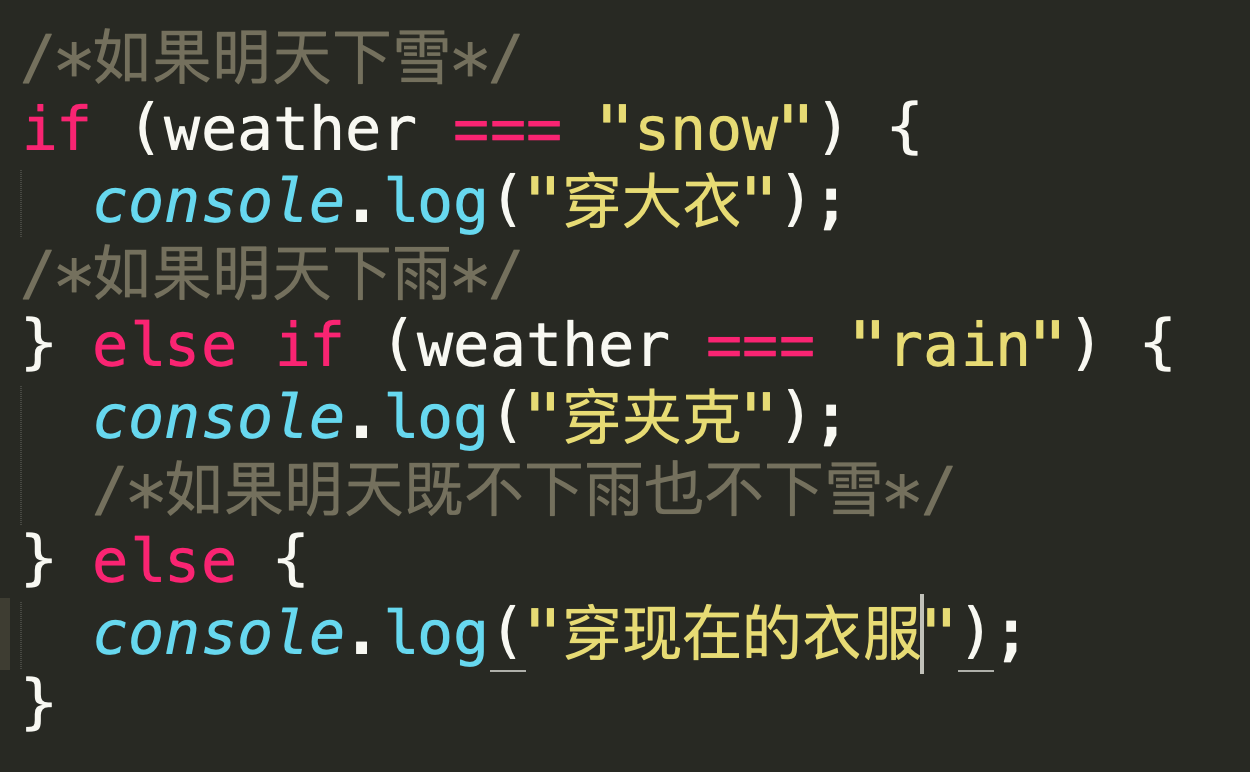 /*如果明天下雪*/
if (weather === "snow") {
  console.log("穿大衣");
/*如果明天下雨*/
} else if (weather === "rain") {
  console.log("穿夹克");
  /*如果明天既不下雨也不下雪*/
} else {
  console.log("穿现在的衣服");
}